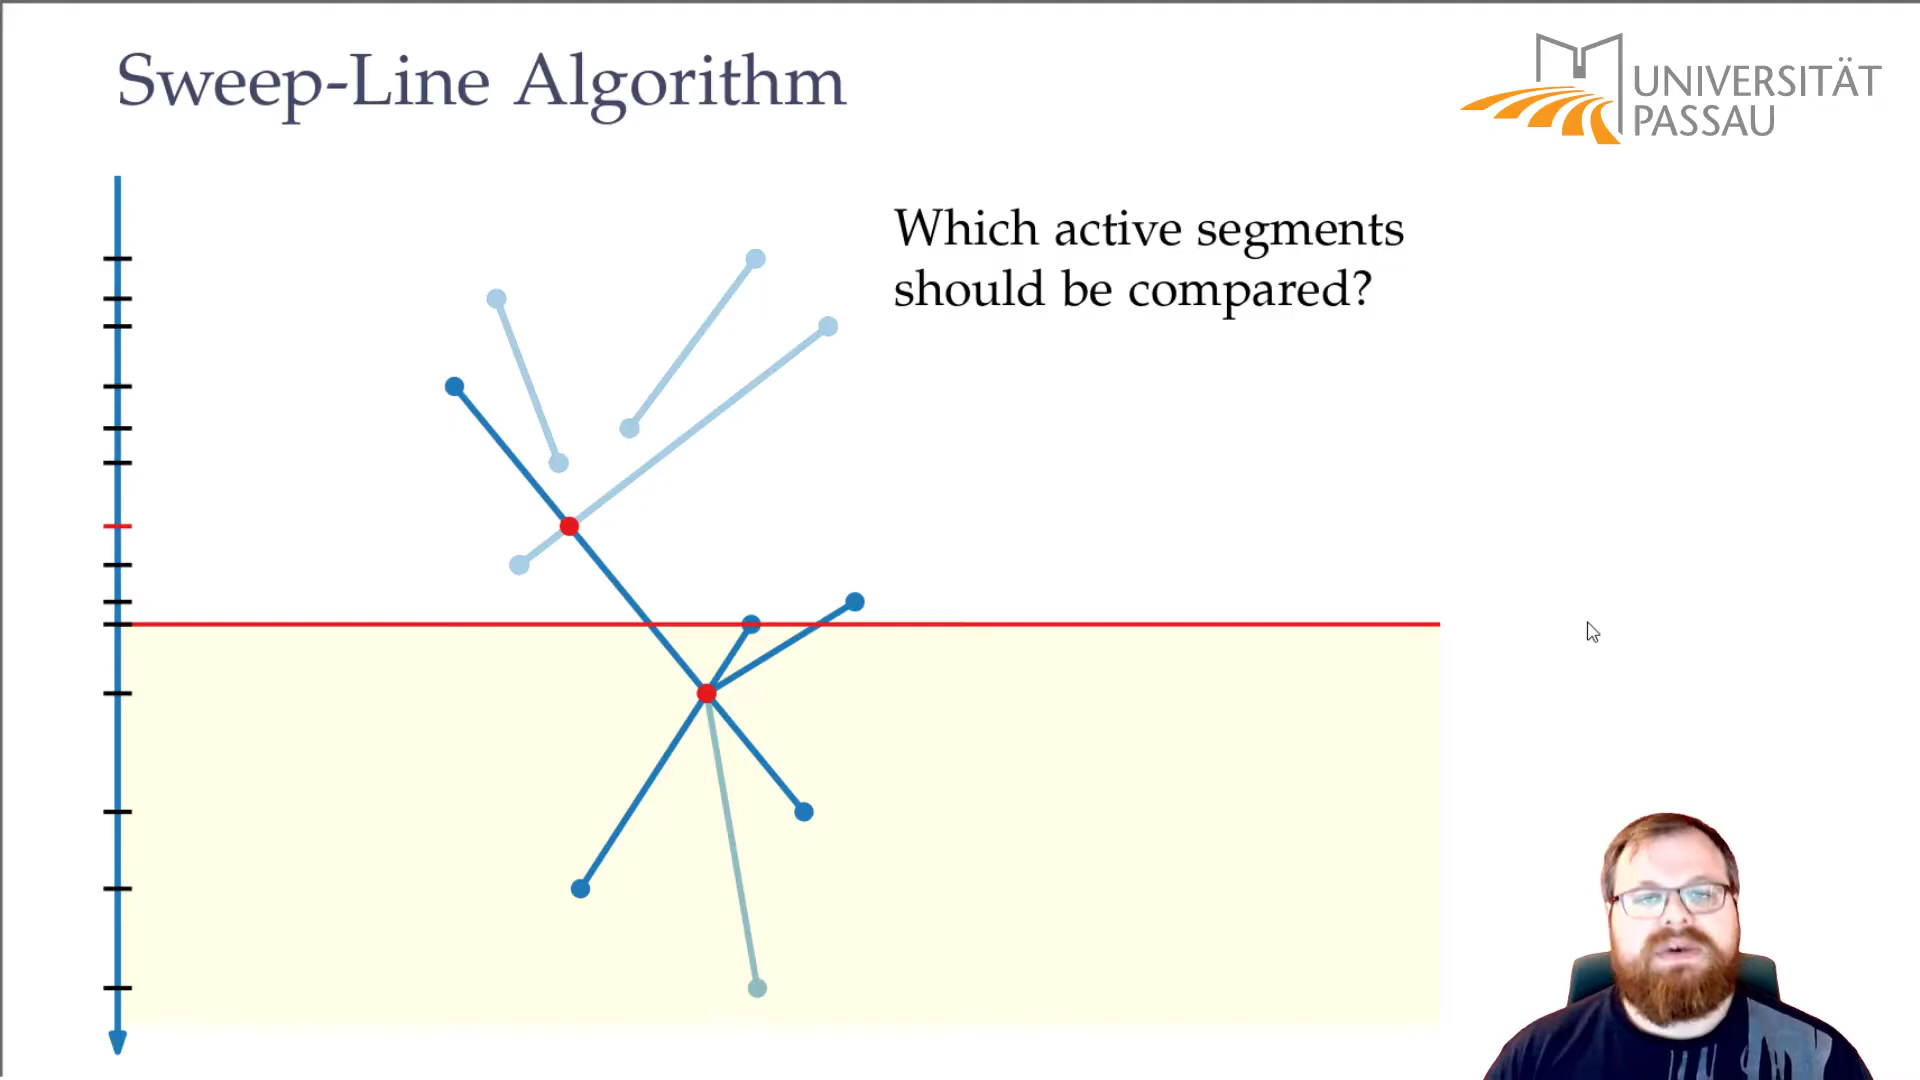 Sweep-Line Algorithm
UNIVERSITÄT
PASSAU
Which active segments
should be compared?